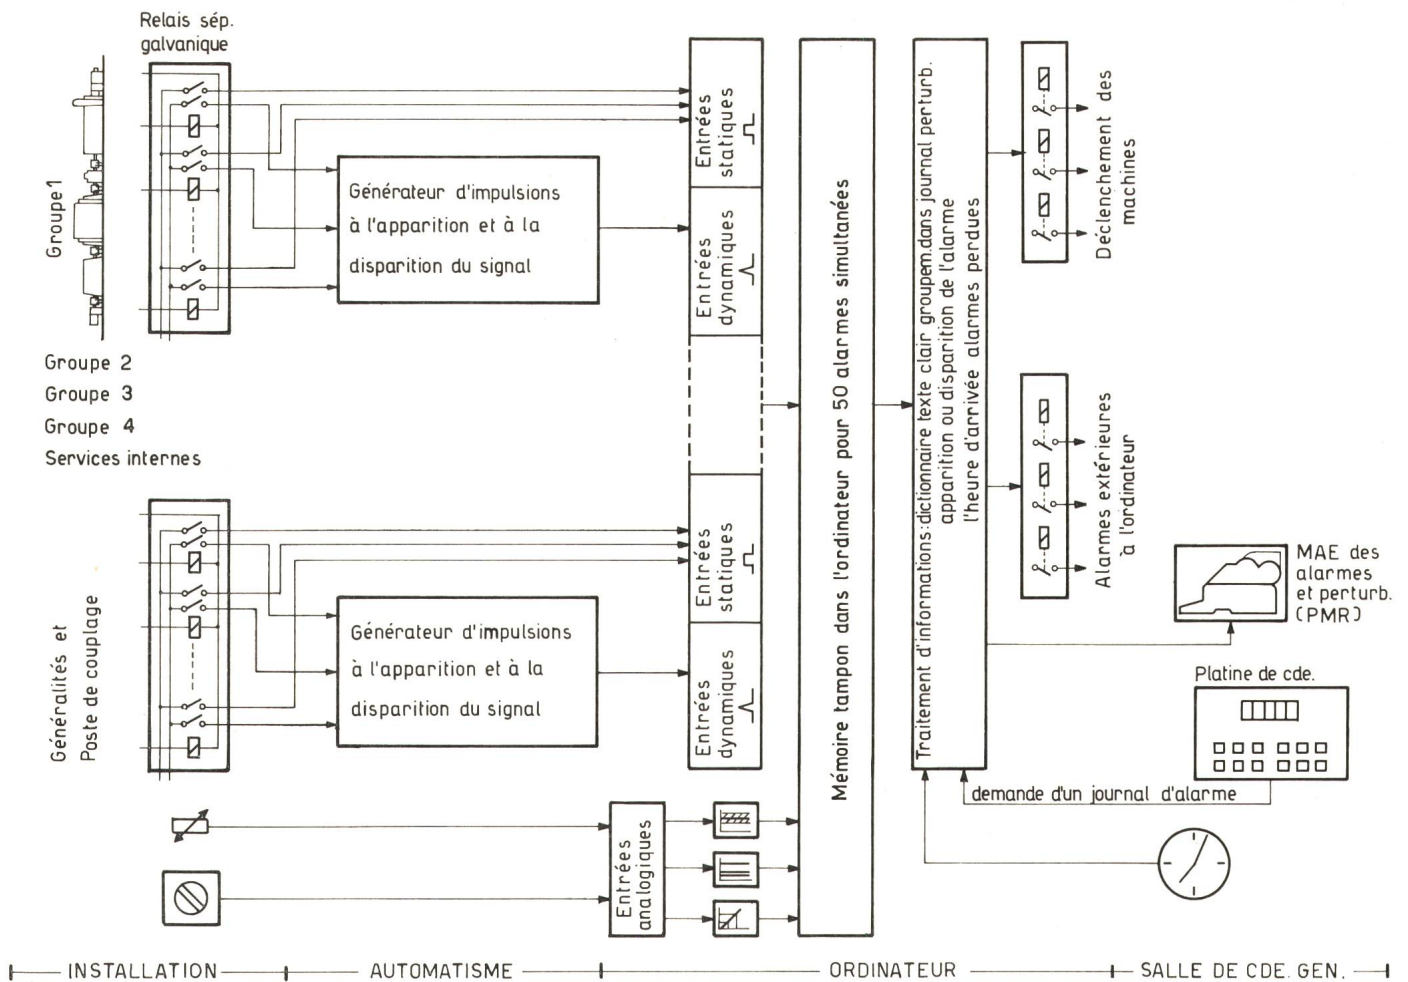 Relais sép.
galvanique
Groupe 1
Groupe 2
Groupe 3
Groupe 4
Services internes
Généralités et
Poste de couplage
Générateur d'impulsions
à l'apparition et à la
disparition du signal
Générateur d'impulsions
à l'apparition et à la
disparition du signal
Entrées
statiques
Entrées
dynamiques
Entrées
statiques
Entrées
dynamiques
Entrées
analogiques
Mémoire tampon dans l'ordinateur pour 50 alarmes simultanées
Traitement d'informations:dictionnaire texte clair groupem.dans journal perturb.
apparition ou disparition de l'alarme
l'heure d'arrivée alarmes perdues
Déclenchement des
machines
Alarmes extérieures
à l'ordinateur
MAE des
alarmes
et perturb.
(PMR)
Platine de cde.
demande d'un journal d'alarme
INSTALLATION
AUTOMATISME
ORDINATEUR
SALLE DE CDE. GEN.